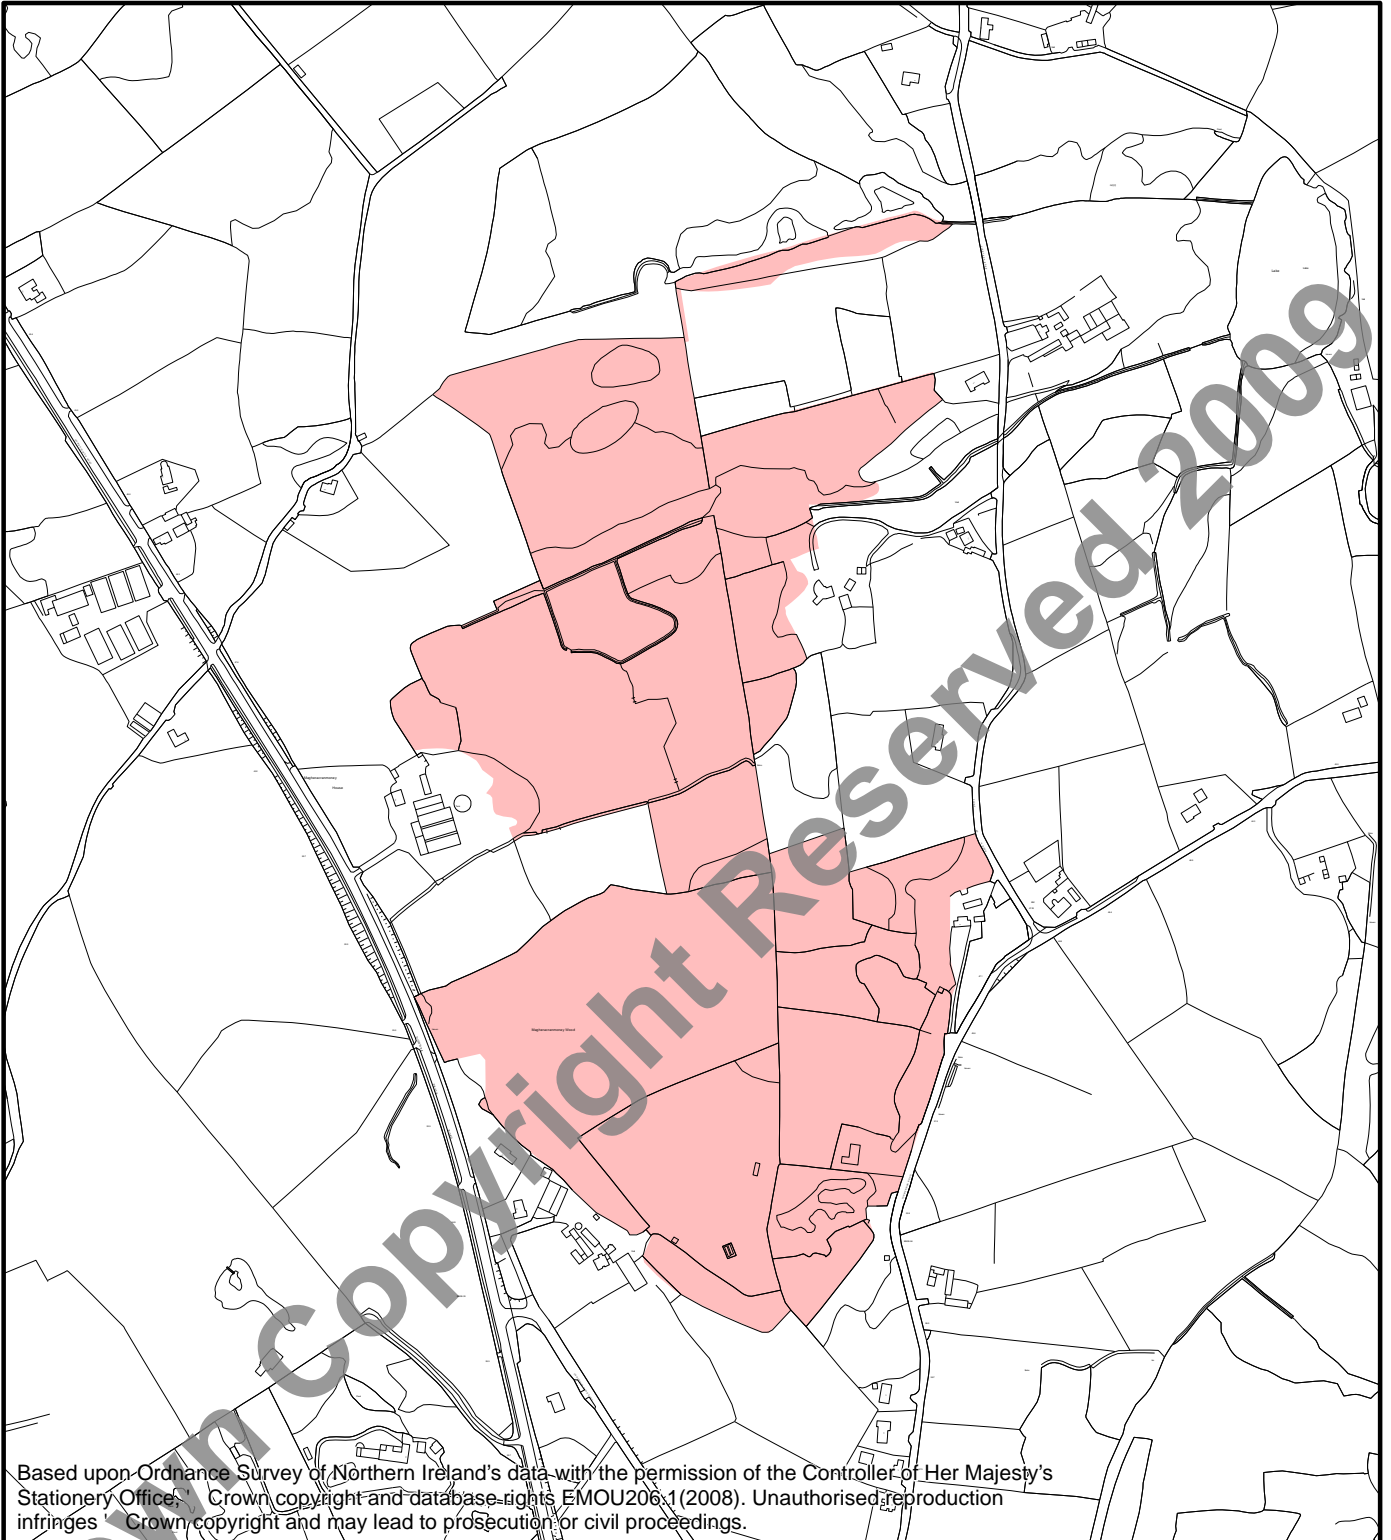 Lake
House
Crown Copyright Reserved 2009
Based upon Ordnance Survey of Northern Ireland's data with the permission of the Controller of Her Majesty's
Stationery Office, ' Crown copyright and database rights EMOU206.1(2008). Unauthorised reproduction
infringes ' Crown copyright and may lead to prosecution or civil proceedings.